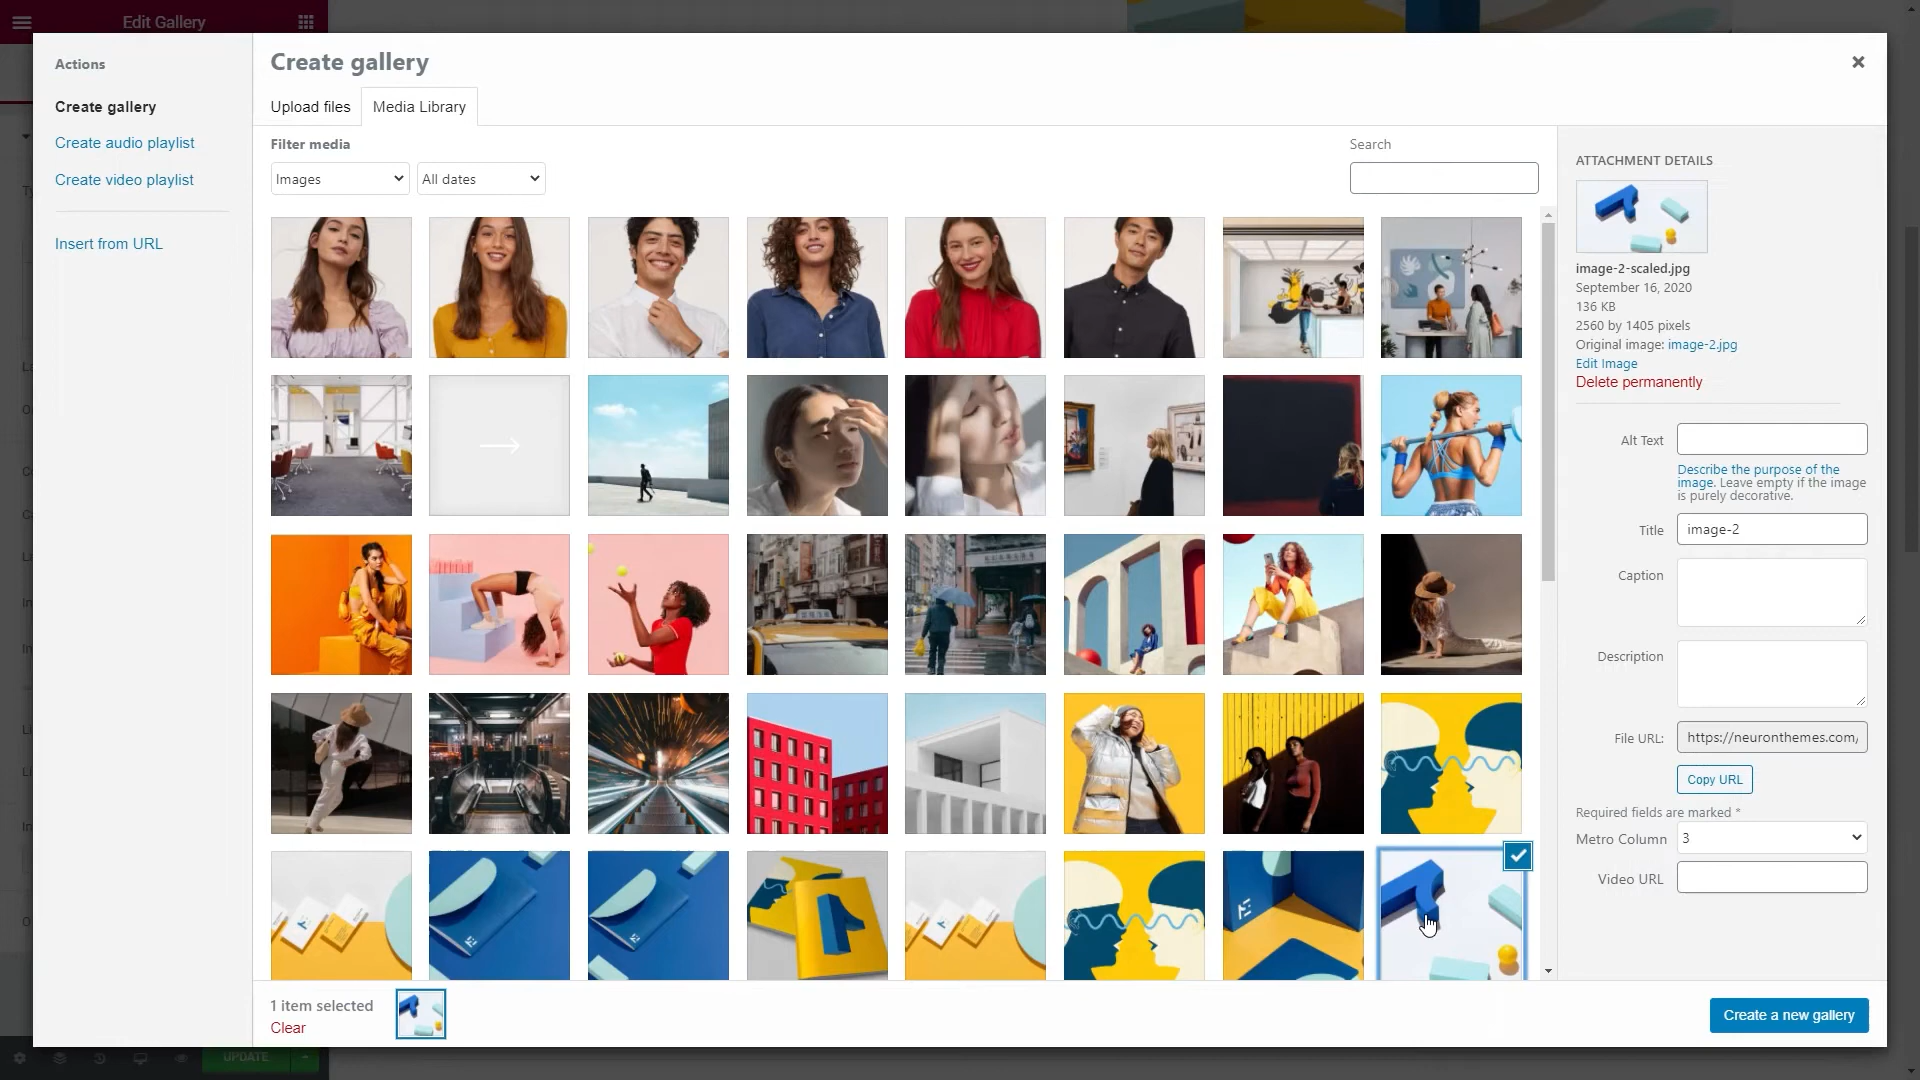 Edit Gallery
Actions
Create gallery
Create audio playlist
Create video playlist
Insert from URL
Create gallery
Upload files
Media Library
Filter media
Images
All dates
Search
ATTACHMENT DETAILS
image-2-scaled.jpg
September 16, 2020
136 KB
2560 by 1405 pixels
Original image: image-2.jpg
Edit Image
Delete permanently
Alt Text
Describe the purpose of the
image. Leave empty if the image
is purely decorative.
Title
image-2
Caption
Description
File URL:
https://neuronthemes.com/
Copy URL
Required fields are marked *
Metro Column
3
Video URL
1 item selected
Clear
Create a new gallery
UPDATE